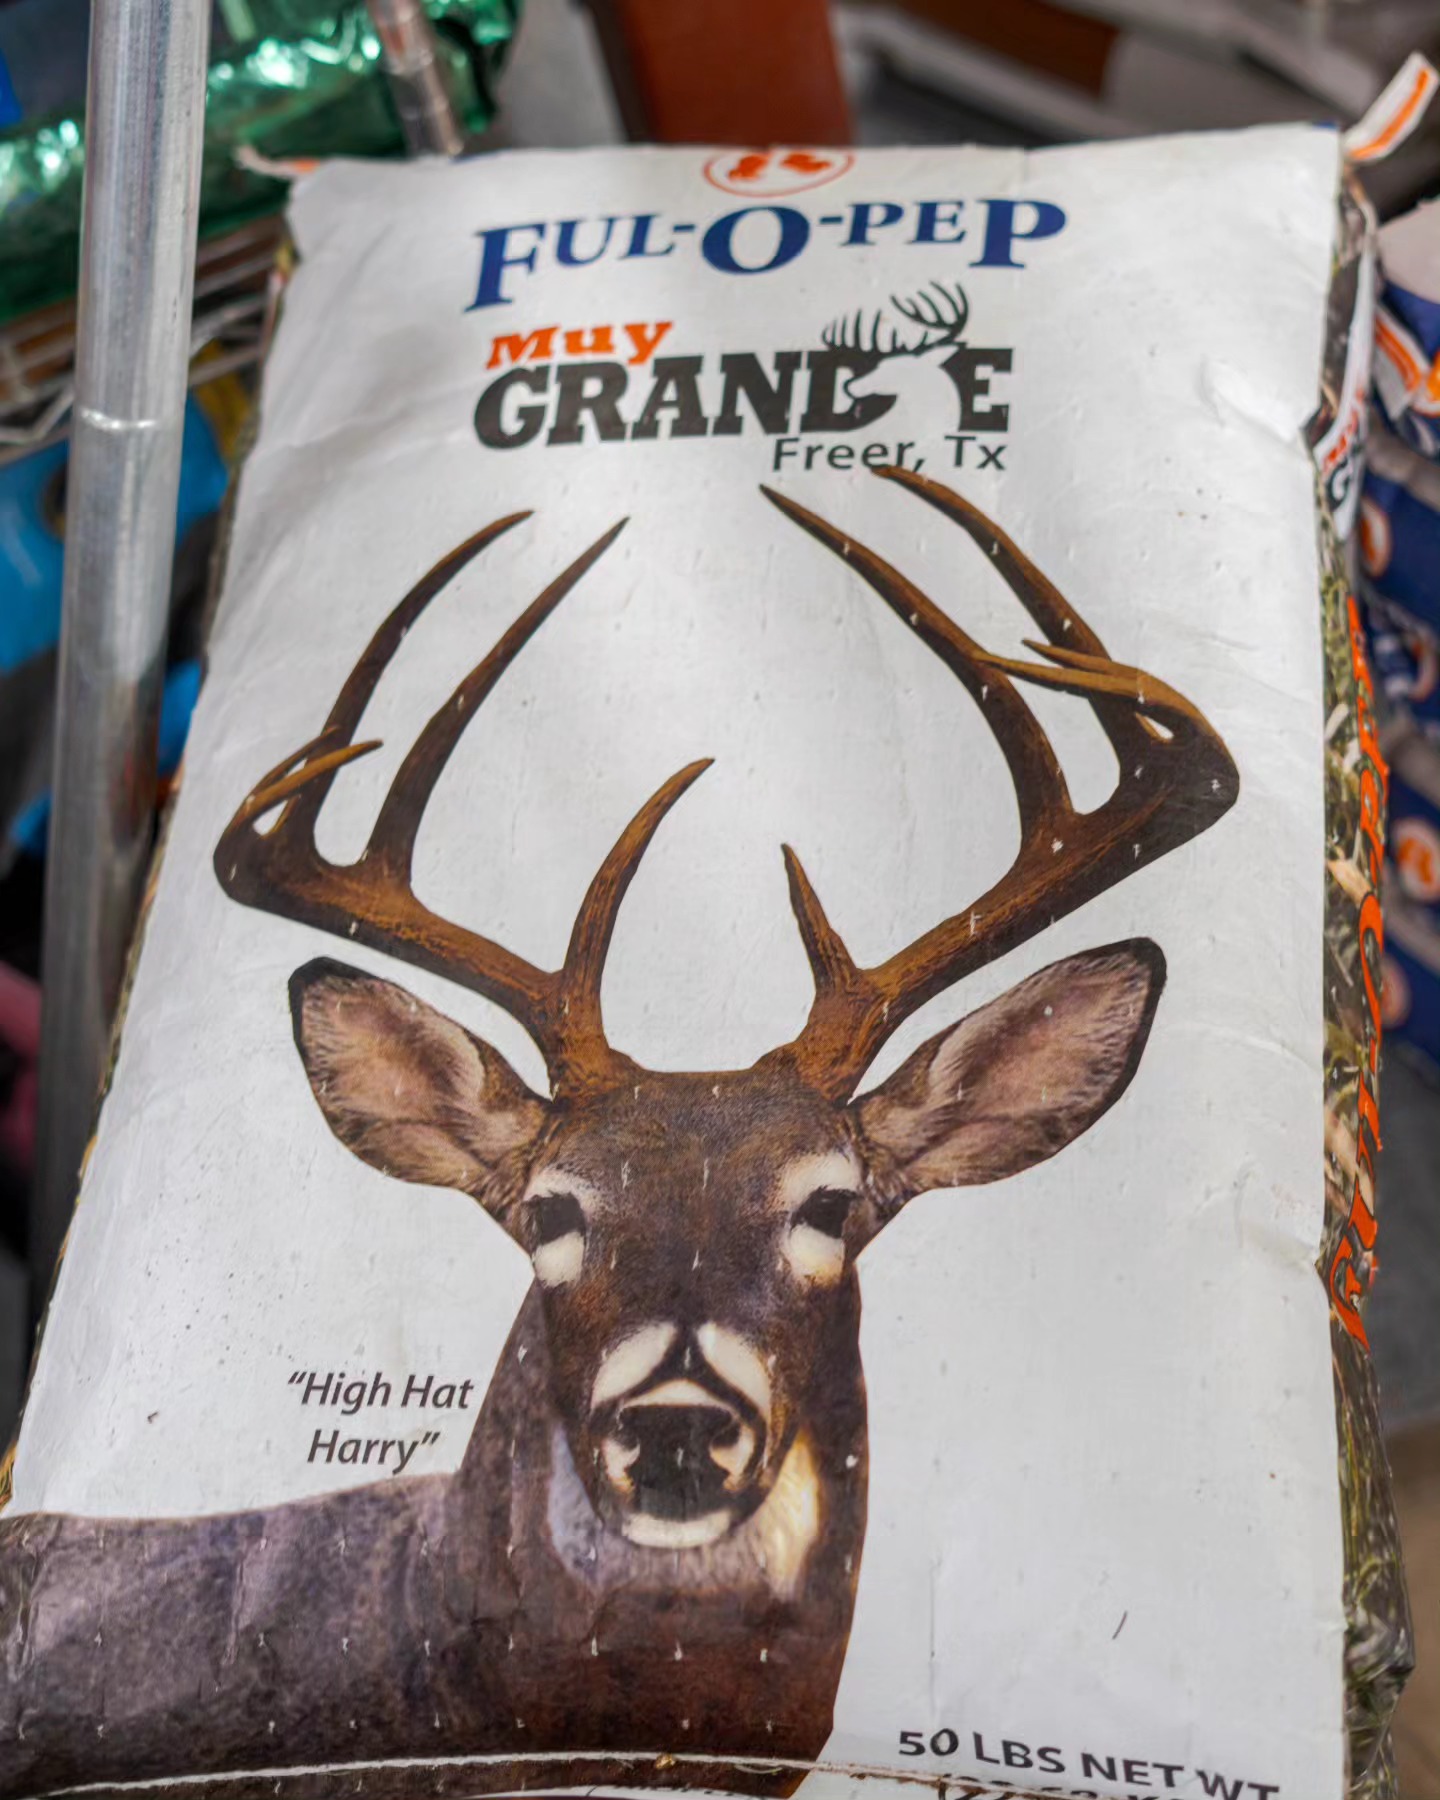 FUL-O-PEP
Muy
GRANDE
Freer, Tx
"High Hat
Harry"
50 LBS NET WT